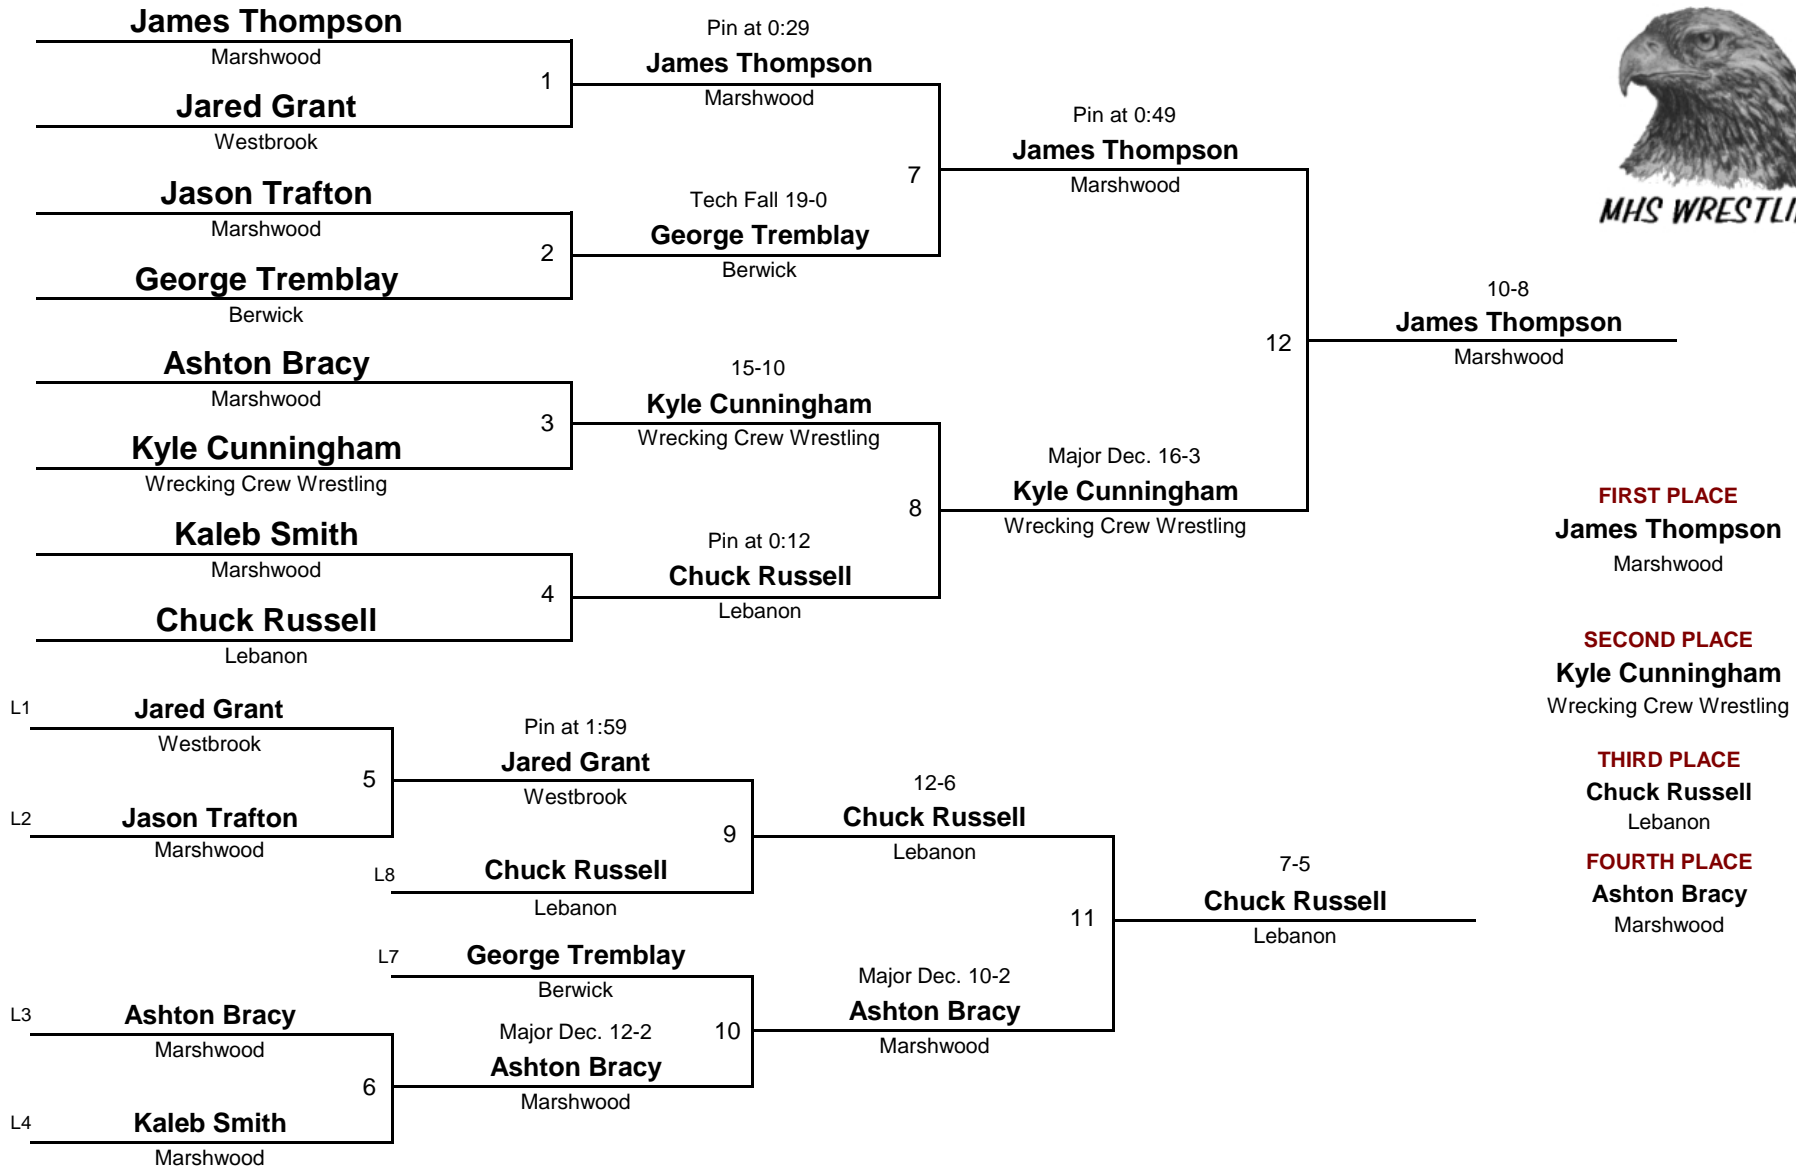 James Thompson
Marshwood
1
Jared Grant
Westbrook
Jason Trafton
Marshwood
2
George Tremblay
Berwick
Ashton Bracy
Marshwood
3
Kyle Cunningham
Wrecking Crew Wrestling
Kaleb Smith
Marshwood
4
Chuck Russell
Lebanon
Pin at 0:29
James Thompson
Marshwood
7
Tech Fall 19-0
George Tremblay
Berwick
15-10
Kyle Cunningham
Wrecking Crew Wrestling
8
Pin at 0:12
Chuck Russell
Lebanon
Pin at 0:49
James Thompson
Marshwood
12
Major Dec. 16-3
Kyle Cunningham
Wrecking Crew Wrestling
10-8
James Thompson
Marshwood
MHS WRESTLI
FIRST PLACE
James Thompson
Marshwood
SECOND PLACE
Kyle Cunningham
Wrecking Crew Wrestling
THIRD PLACE
Chuck Russell
Lebanon
FOURTH PLACE
Ashton Bracy
Marshwood
L1
Jared Grant
Westbrook
5
L2
Jason Trafton
Marshwood
L3
Ashton Bracy
Marshwood
6
L4
Kaleb Smith
Marshwood
Pin at 1:59
Jared Grant
Westbrook
9
L8
Chuck Russell
Lebanon
L7
George Tremblay
Berwick
10
Major Dec. 12-2
Ashton Bracy
Marshwood
12-6
Chuck Russell
Lebanon
11
Major Dec. 10-2
Ashton Bracy
Marshwood
7-5
Chuck Russell
Lebanon